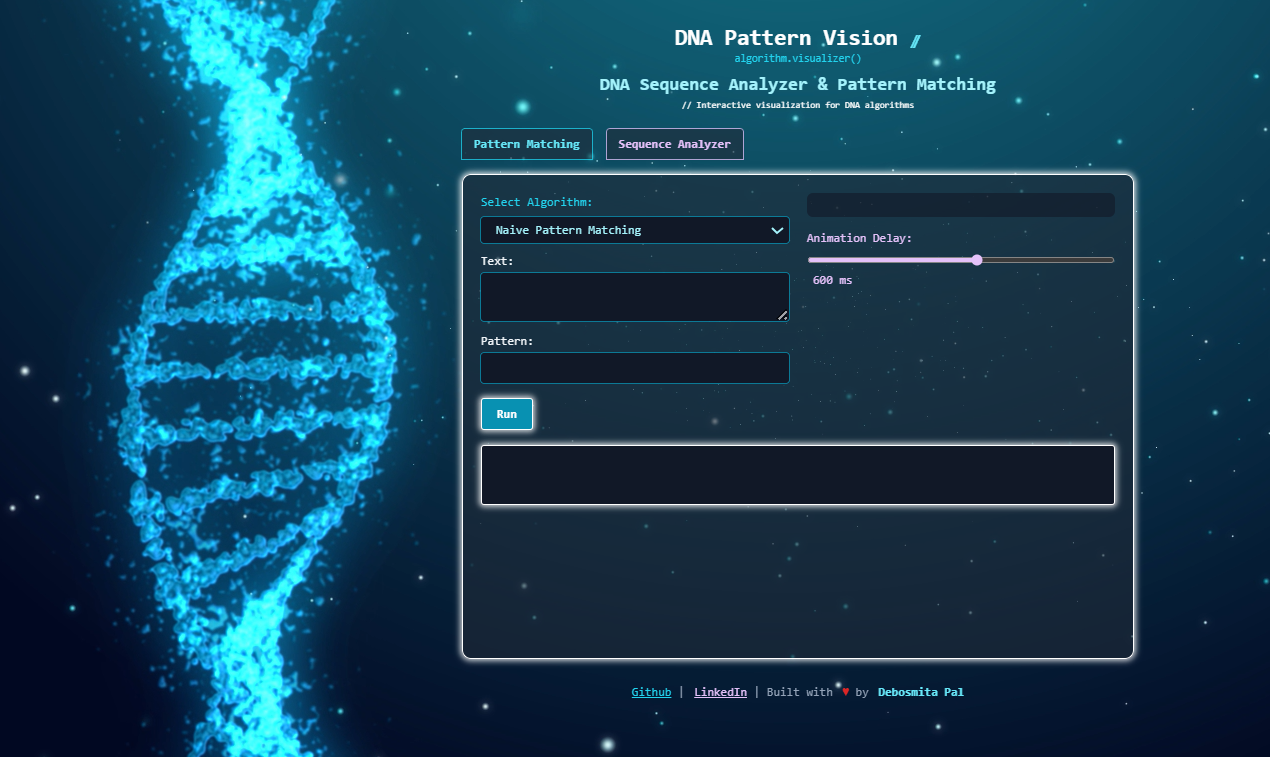 DNA Pattern Vision //
algorithm.visualizer()
DNA Sequence Analyzer & Pattern Matching
// Interactive visualization for DNA algorithms
Pattern Matching
Sequence Analyzer
Select Algorithm:
Naive Pattern Matching
Text:
Pattern:
Run
Animation Delay:
600 ms
Github | LinkedIn | Built with ♥ by Debosmita Pal